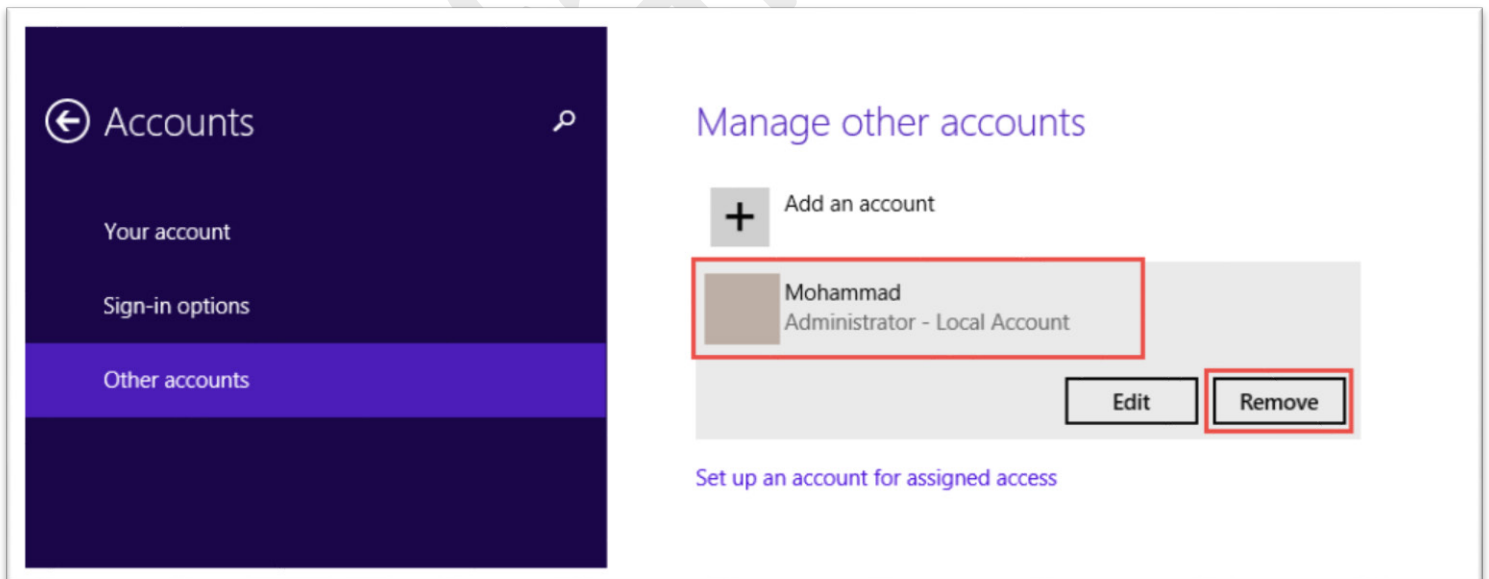 Accounts
Your account
Sign-in options
Other accounts
Manage other accounts
Add an account
Mohammad
Administrator - Local Account
Edit Remove
Set up an account for assigned access